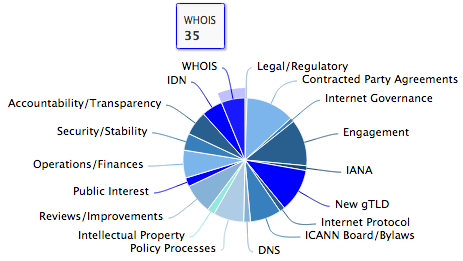 WHOIS
35
WHOIS
Legal/Regulatory
IDN
Contracted Party Agreements
Accountability/Transparency
Internet Governance
Security/Stability
Engagement
Operations/Finances
IANA
Public Interest
New gTLD
Reviews/Improvements
Internet Protocol
Intellectual Property
ICANN Board/Bylaws
Policy Processes
DNS